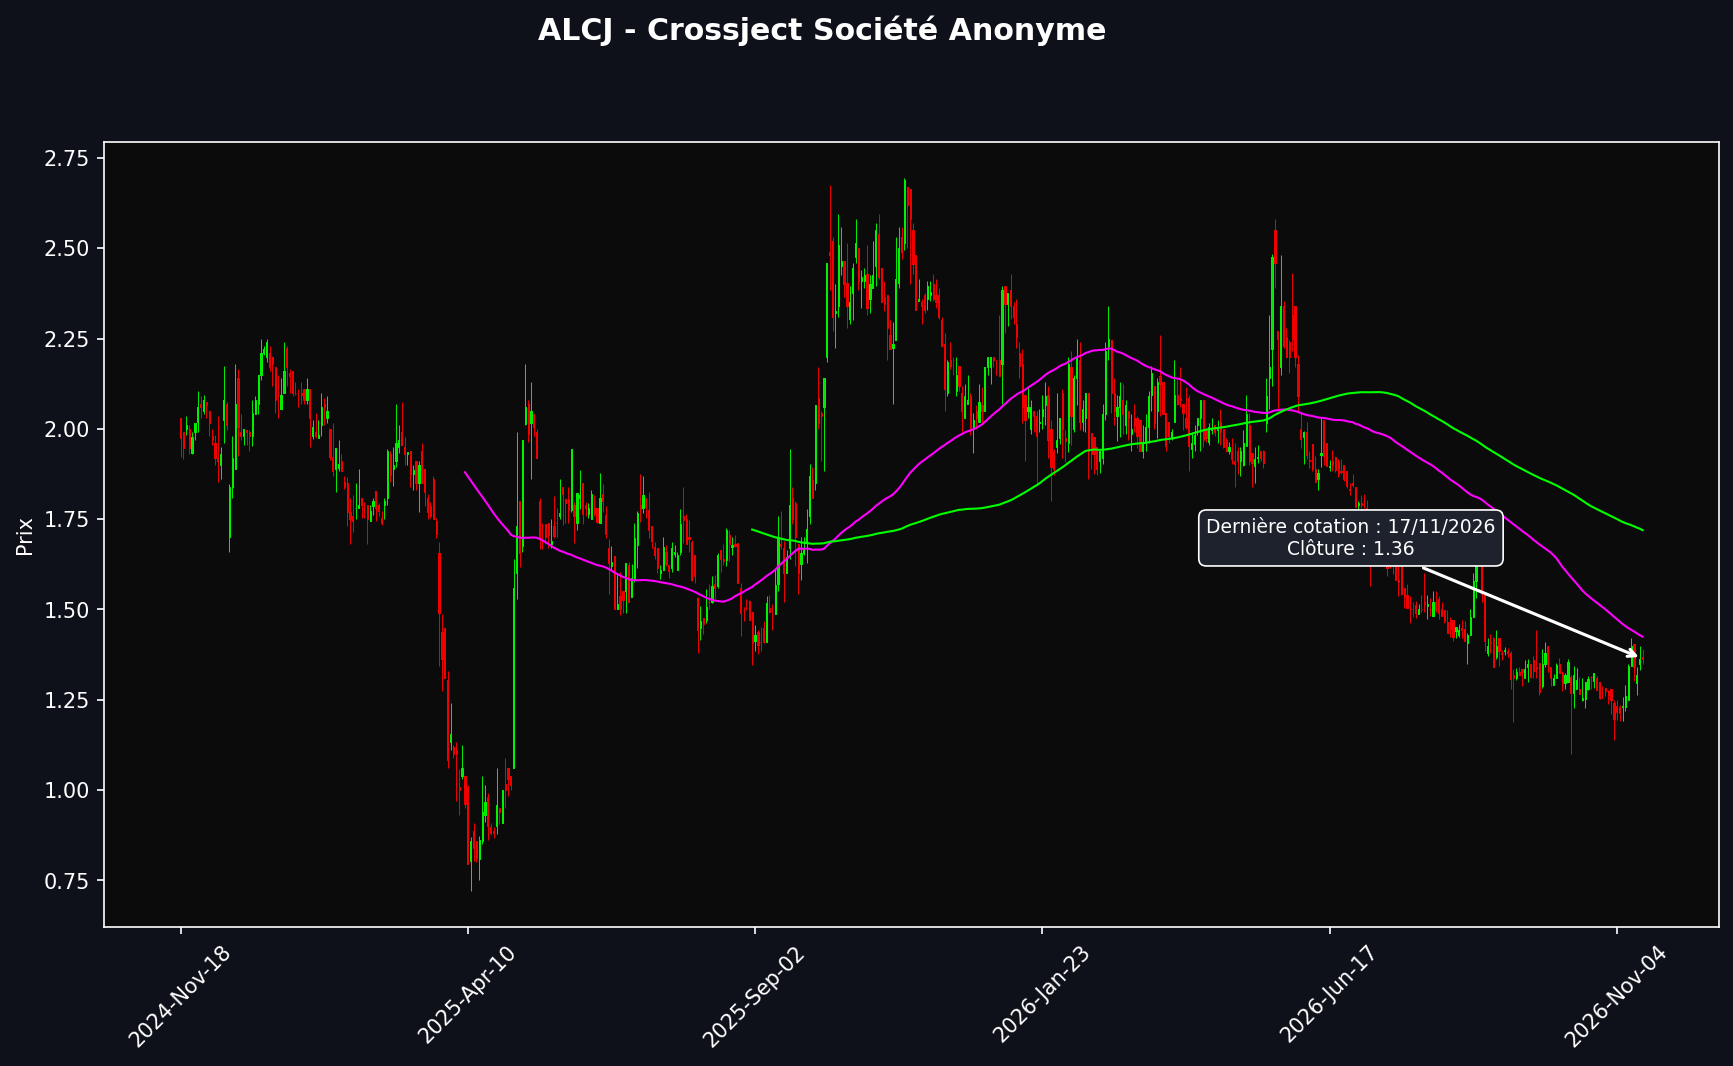 ALCJ - Crossject Société Anonyme
Prix
2.75
2.50
2.25
2.00
1.75
1.50
1.25
1.00
0.75
Dernière cotation : 17/11/2026
Clôture : 1.36
2024-Nov-18
2025-Apr-10
2025-Sep-02
2026-Jan-23
2026-Jun-17
2026-Nov-04